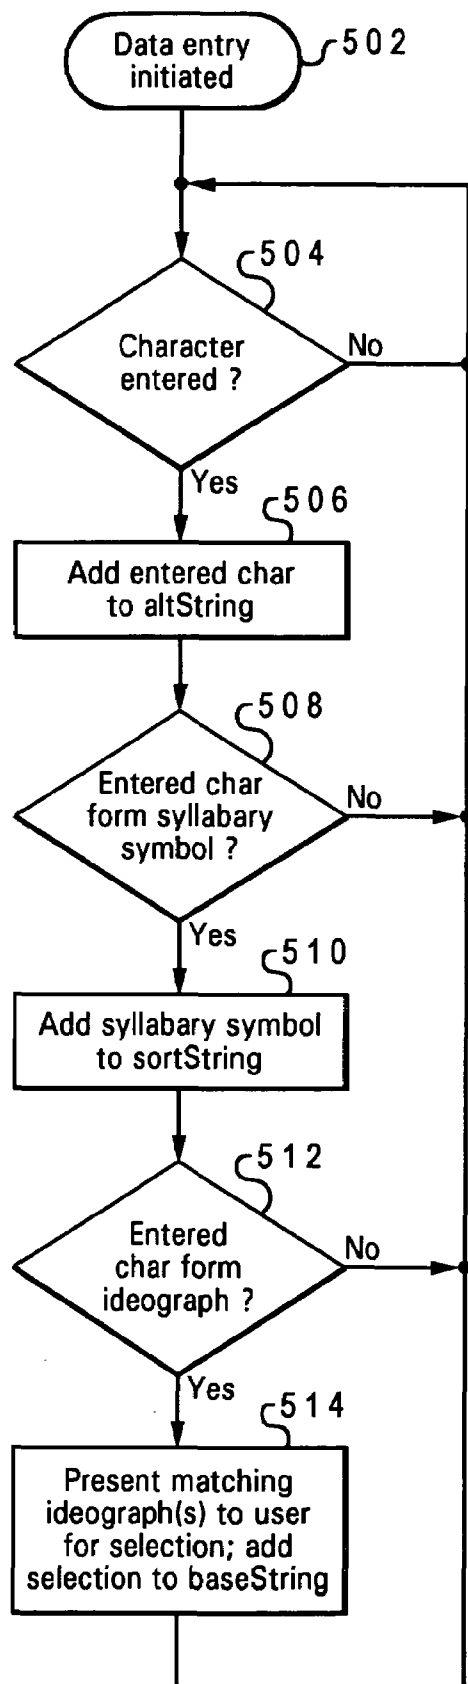 Data entry
initiated
502
504
Character
entered ?
No
Yes
506
Add entered char
to altString
508
Entered char
form syllabary
symbol ?
No
Yes
510
Add syllabary symbol
to sortString
512
Entered
char form
ideograph ?
No
Yes
514
Present matching
ideograph(s) to user
for selection; add
selection to baseString